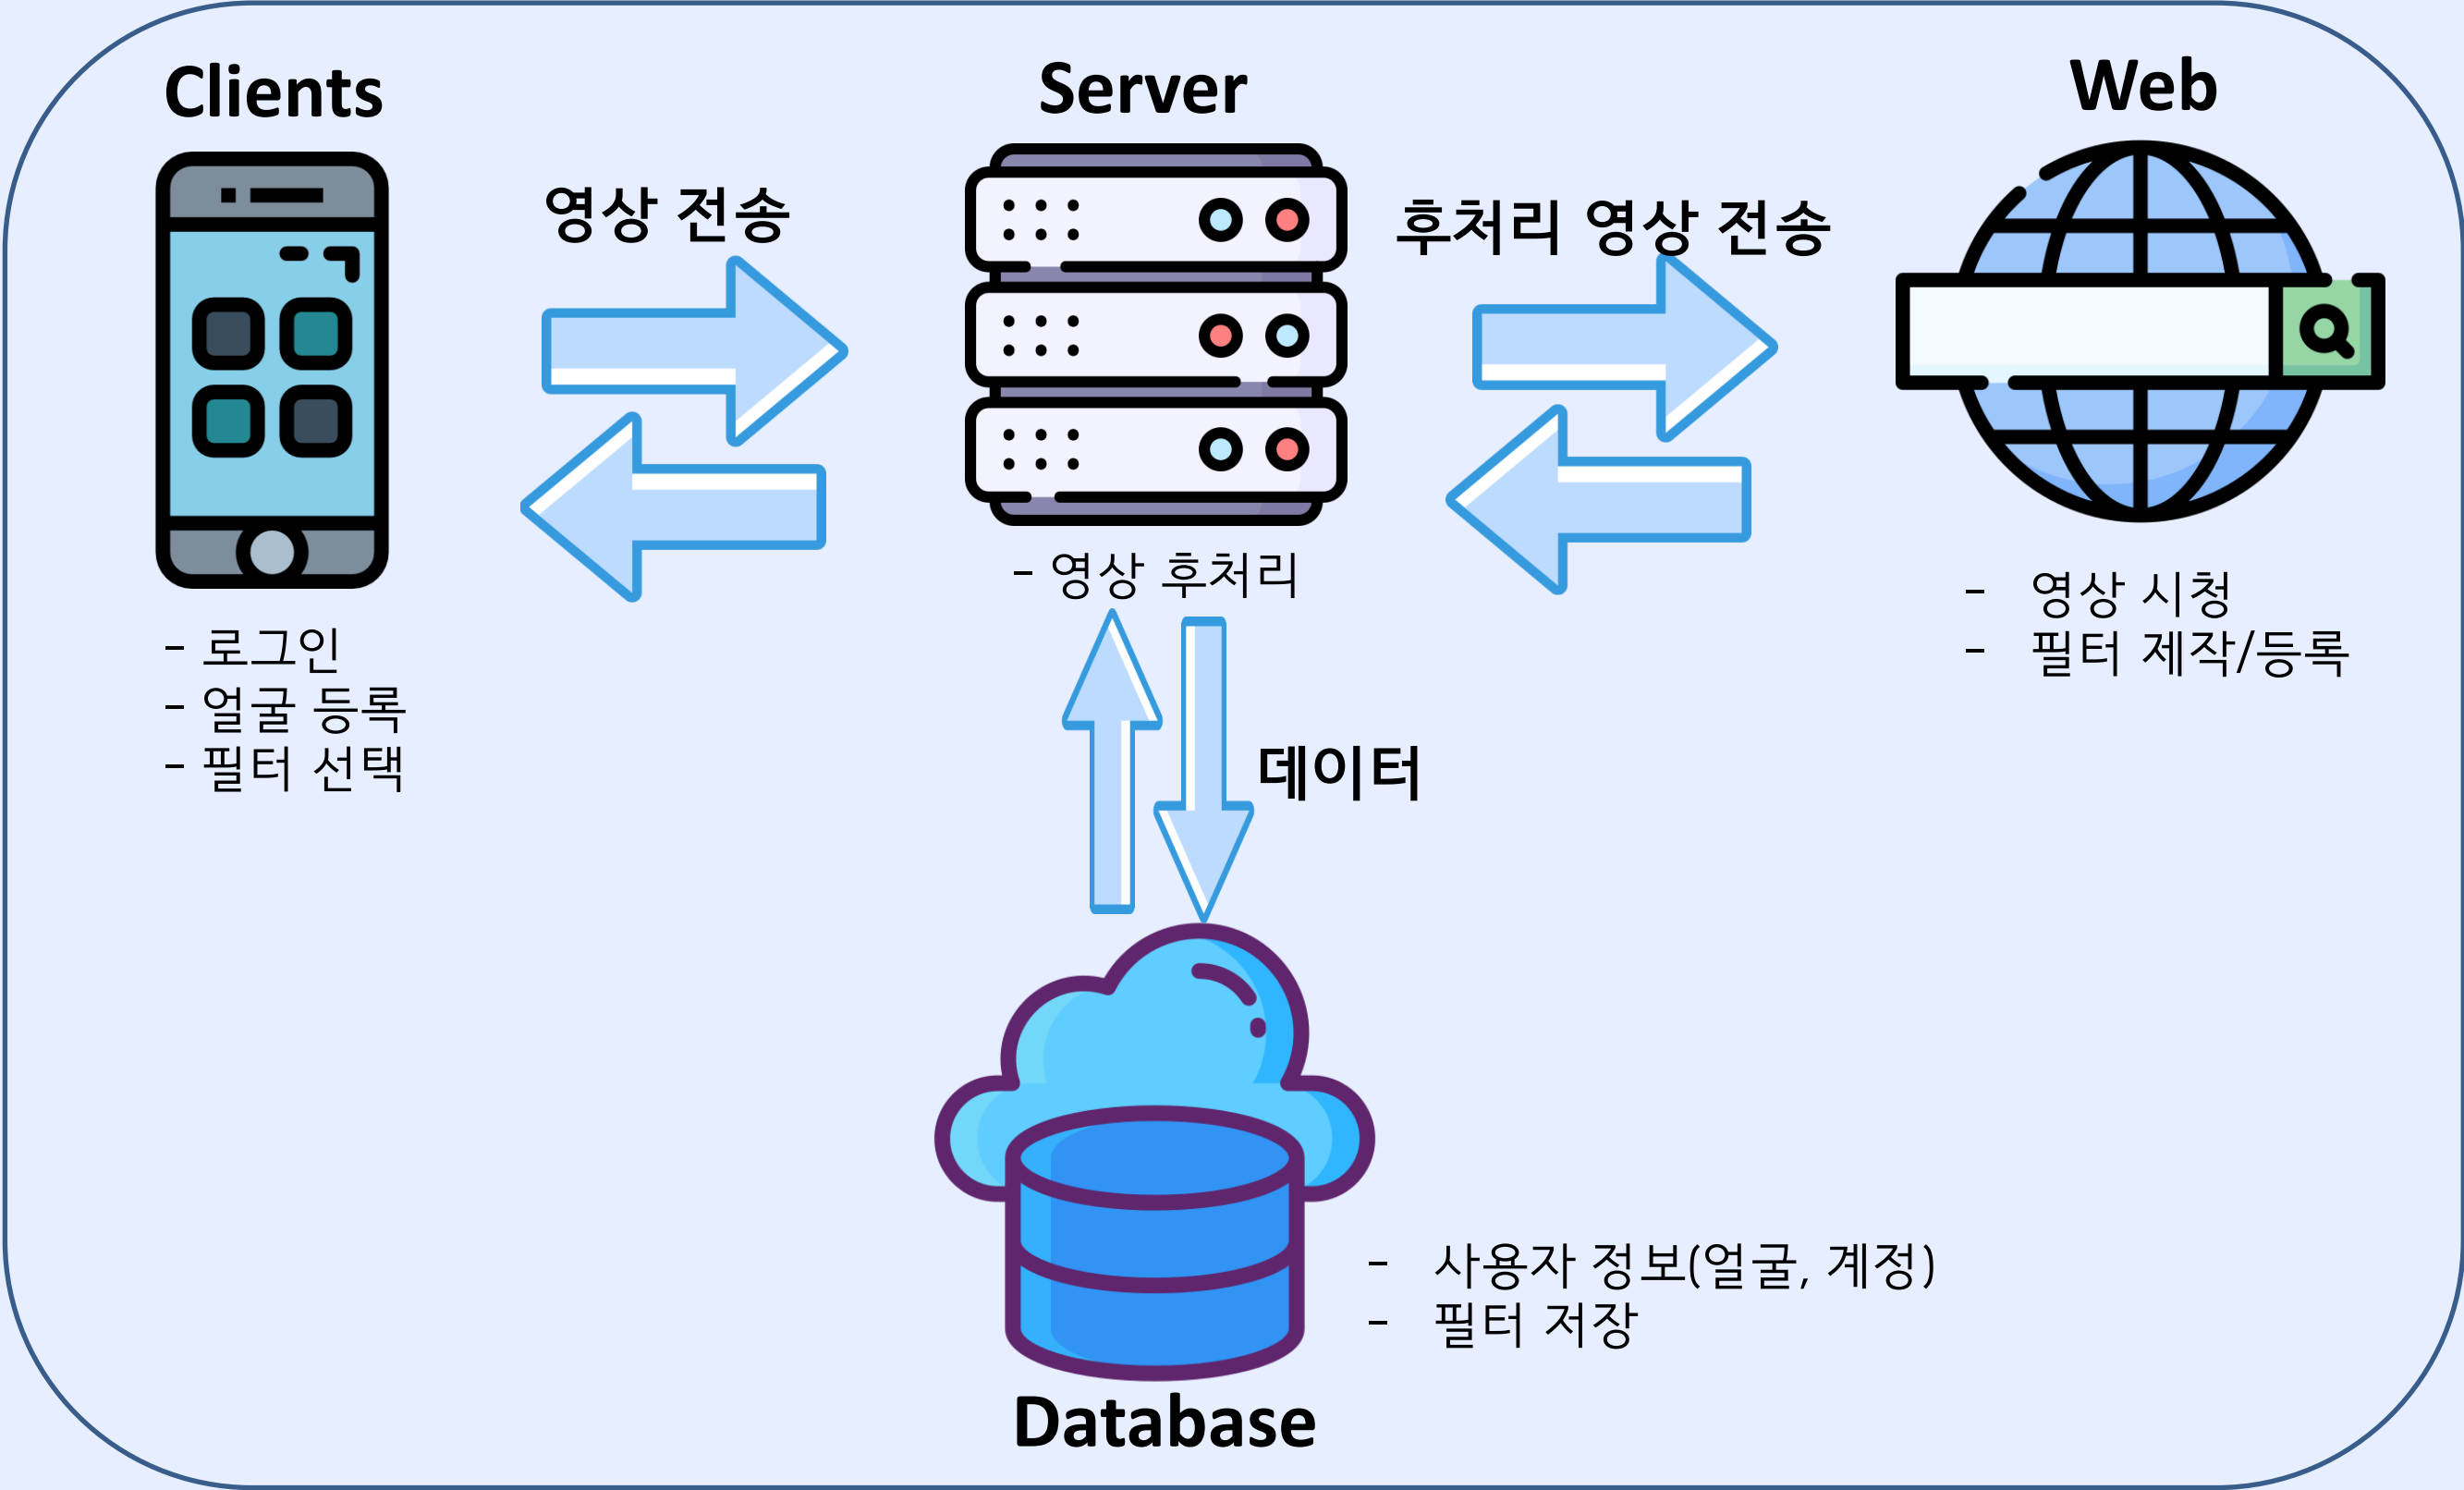 Clients
Server
Web
영상 전송
후처리 영상 전송
- 영상 후처리
- 영상 시청
- 필터 제작/등록
- 로그인
- 얼굴 등록
- 필터 선택
데이터
- 사용자 정보(얼굴, 계정)
- 필터 저장
Database